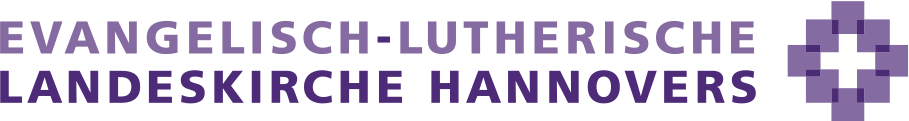 EVANGELISCH-LUTHERISCHE
LANDESKIRCHE HANNOVERS